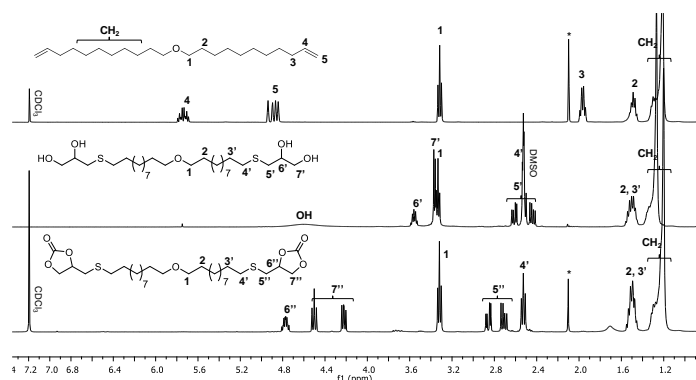 CH2
2
4
O
1
3
5
1
*
4
5
3
2
CH2
CDCl3
OH
OH
HO
S
7
O
1
2
7
3'
4'
S
5'
6'
OH
7'
OH
6'
7'
1
5'
4'
DMSO
2, 3'
CH2
O
O
O
S
7
O
1
2
7
3'
4'
S
5''
6''
7''
O
O
O
CDCl3
6''
7''
1
5''
4'
*
2, 3'
CH2
4 7.2 7.0 6.8 6.4 6.0 5.6 5.2 4.8 4.4 4.0 3.6 3.2 2.8 2.4 2.0 1.6 1.2
f1 (ppm)